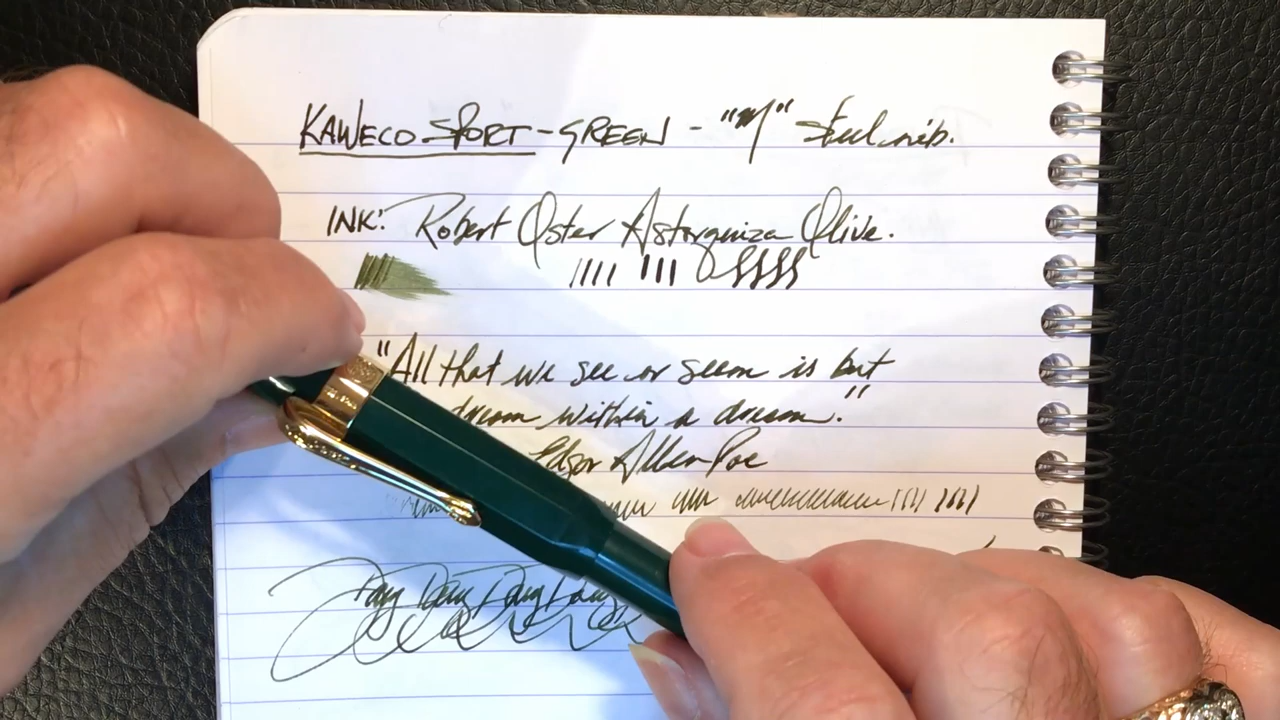 KAWECO SPORT - GREEN - "M" Steel nib.
INK: Robert Oster Astorquiza Olive.
"All that we see or seem is but
dream within a dream."
Edgar Allen Poe